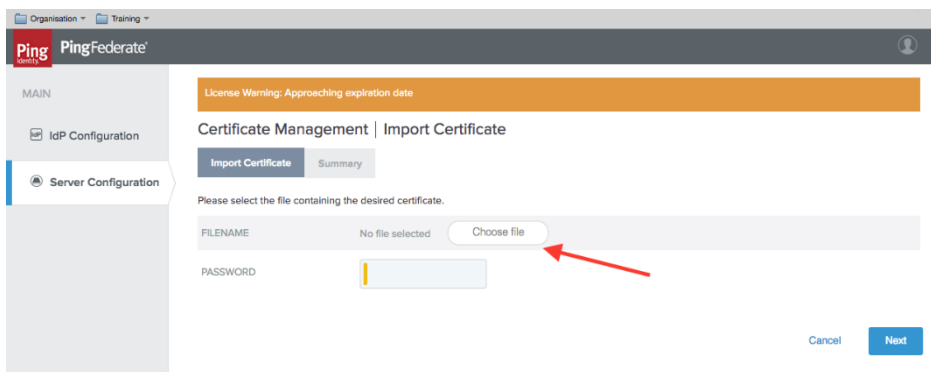 Organisation Training
Ping
Identity.
PingFederate®
MAIN
License Warning: Approaching expiration date
IdP Configuration
Certificate Management | Import Certificate
Import Certificate Summary
Server Configuration
Please select the file containing the desired certificate.
FILENAME No file selected Choose file
PASSWORD
Cancel Next